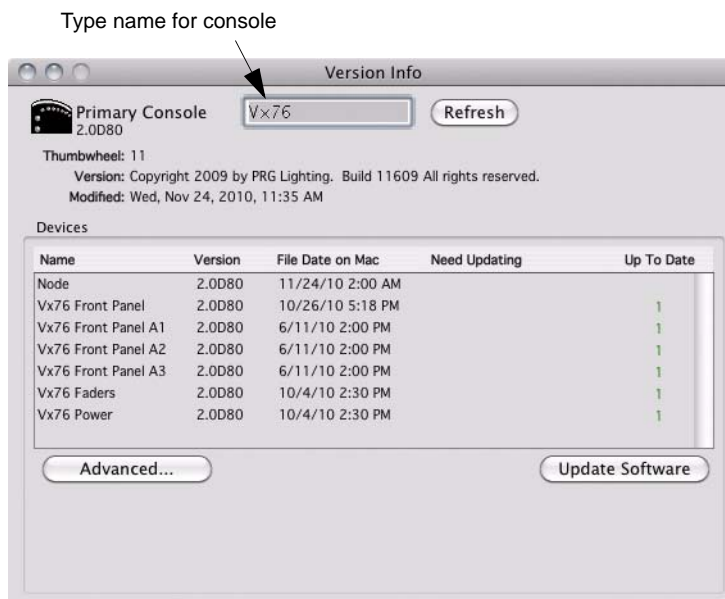 Type name for console
Version Info
Primary Console
2.0D80
Vx76
Refresh
Thumbwheel: 11
Version: Copyright 2009 by PRG Lighting. Build 11609 All rights reserved.
Modified: Wed, Nov 24, 2010, 11:35 AM
Devices
Name Version File Date on Mac Need Updating Up To Date
Node 2.0D80 11/24/10 2:00 AM
Vx76 Front Panel 2.0D80 10/26/10 5:18 PM 1
Vx76 Front Panel A1 2.0D80 6/11/10 2:00 PM 1
Vx76 Front Panel A2 2.0D80 6/11/10 2:00 PM 1
Vx76 Front Panel A3 2.0D80 6/11/10 2:00 PM 1
Vx76 Faders 2.0D80 10/4/10 2:30 PM 1
Vx76 Power 2.0D80 10/4/10 2:30 PM 1
Advanced... Update Software